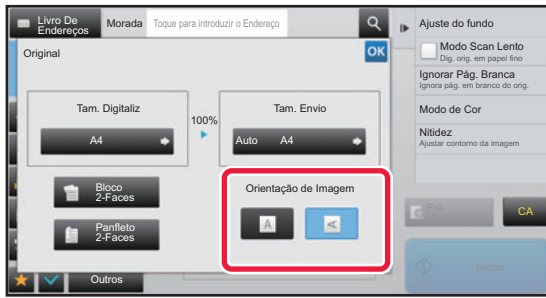 Livro De
Endereços
Morada
Toque para introduzir o Endereço
Original
OK
Tam. Digitaliz
A4
100%
Tam. Envio
Auto A4
Bloco
2-Faces
Panfleto
2-Faces
Orientação de Imagem
A
A
Outros
Ajuste do fundo
Modo Scan Lento
Dig. orig. em papel fino
Ignorar Pág. Branca
Ignora pág. em branco do orig.
Modo de Cor
Nitidez
Ajustar contorno da imagem
Pré-
CA
Iniciar